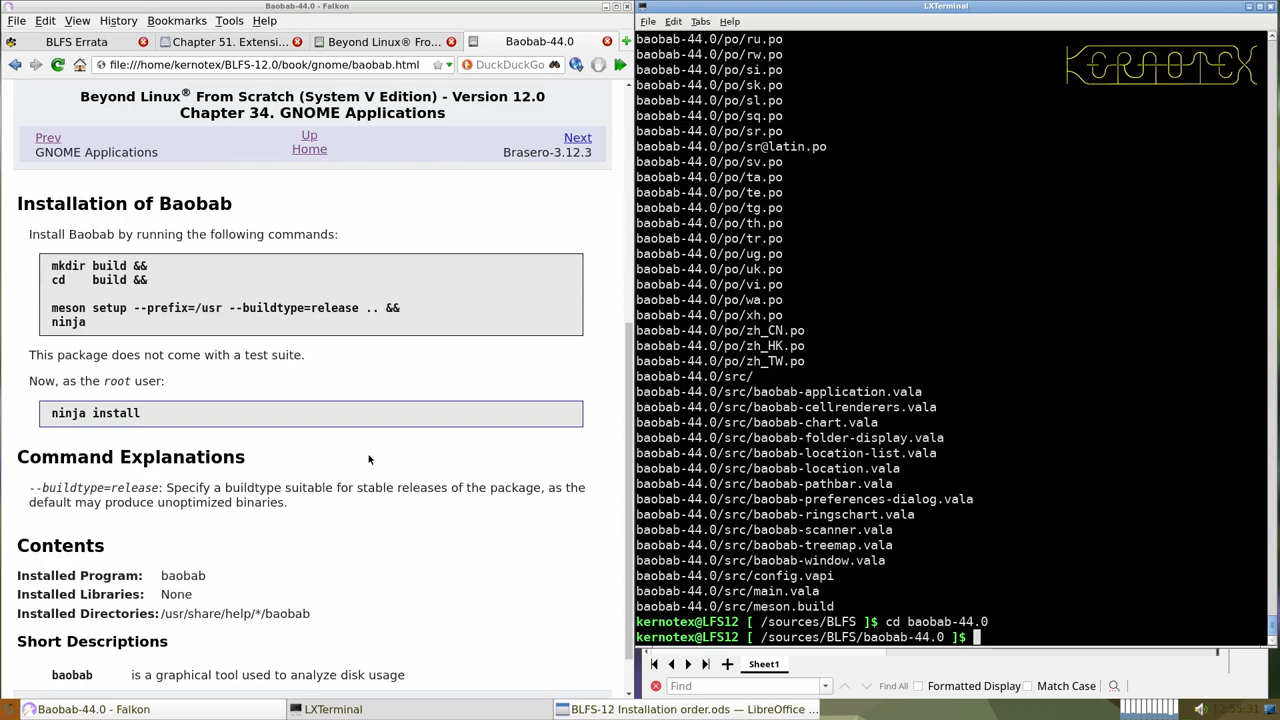 Baobab-44.0 - Falkon
File Edit View History Bookmarks Tools Help
BLFS Errata
Chapter 51. Extensi...
Beyond Linux® Fro...
Baobab-44.0
file:///home/kernotex/BLFS-12.0/book/gnome/baobab.html
DuckDuckGo
Beyond Linux® From Scratch (System V Edition) - Version 12.0
Chapter 34. GNOME Applications
Prev Up Next
GNOME Applications Home Brasero-3.12.3
Installation of Baobab
Install Baobab by running the following commands:
mkdir build &&
cd    build &&
meson setup --prefix=/usr --buildtype=release .. &&
ninja
This package does not come with a test suite.
Now, as the root user:
ninja install
Command Explanations
--buildtype=release: Specify a buildtype suitable for stable releases of the package, as the
default may produce unoptimized binaries.
Contents
Installed Program: baobab
Installed Libraries: None
Installed Directories: /usr/share/help/*/baobab
Short Descriptions
baobab is a graphical tool used to analyze disk usage
LXTerminal
File Edit Tabs Help
KERNOTEX
baobab-44.0/po/ru.po
baobab-44.0/po/rw.po
baobab-44.0/po/si.po
baobab-44.0/po/sk.po
baobab-44.0/po/sl.po
baobab-44.0/po/sq.po
baobab-44.0/po/sr.po
baobab-44.0/po/sr@latin.po
baobab-44.0/po/sv.po
baobab-44.0/po/ta.po
baobab-44.0/po/te.po
baobab-44.0/po/tg.po
baobab-44.0/po/th.po
baobab-44.0/po/tr.po
baobab-44.0/po/ug.po
baobab-44.0/po/uk.po
baobab-44.0/po/vi.po
baobab-44.0/po/wa.po
baobab-44.0/po/xh.po
baobab-44.0/po/zh_CN.po
baobab-44.0/po/zh_HK.po
baobab-44.0/po/zh_TW.po
baobab-44.0/src/
baobab-44.0/src/baobab-application.vala
baobab-44.0/src/baobab-cellrenderers.vala
baobab-44.0/src/baobab-chart.vala
baobab-44.0/src/baobab-folder-display.vala
baobab-44.0/src/baobab-location-list.vala
baobab-44.0/src/baobab-location.vala
baobab-44.0/src/baobab-pathbar.vala
baobab-44.0/src/baobab-preferences-dialog.vala
baobab-44.0/src/baobab-ringschart.vala
baobab-44.0/src/baobab-scanner.vala
baobab-44.0/src/baobab-treemap.vala
baobab-44.0/src/baobab-window.vala
baobab-44.0/src/config.vapi
baobab-44.0/src/main.vala
baobab-44.0/src/meson.build
kernotex@LFS12 [ /sources/BLFS ]$ cd baobab-44.0
kernotex@LFS12 [ /sources/BLFS/baobab-44.0 ]$
Sheet1
Find Find All Formatted Display Match Case
Baobab-44.0 - Falkon
LXTerminal
BLFS-12 Installation order.ods — LibreOffice ...
12:55:31